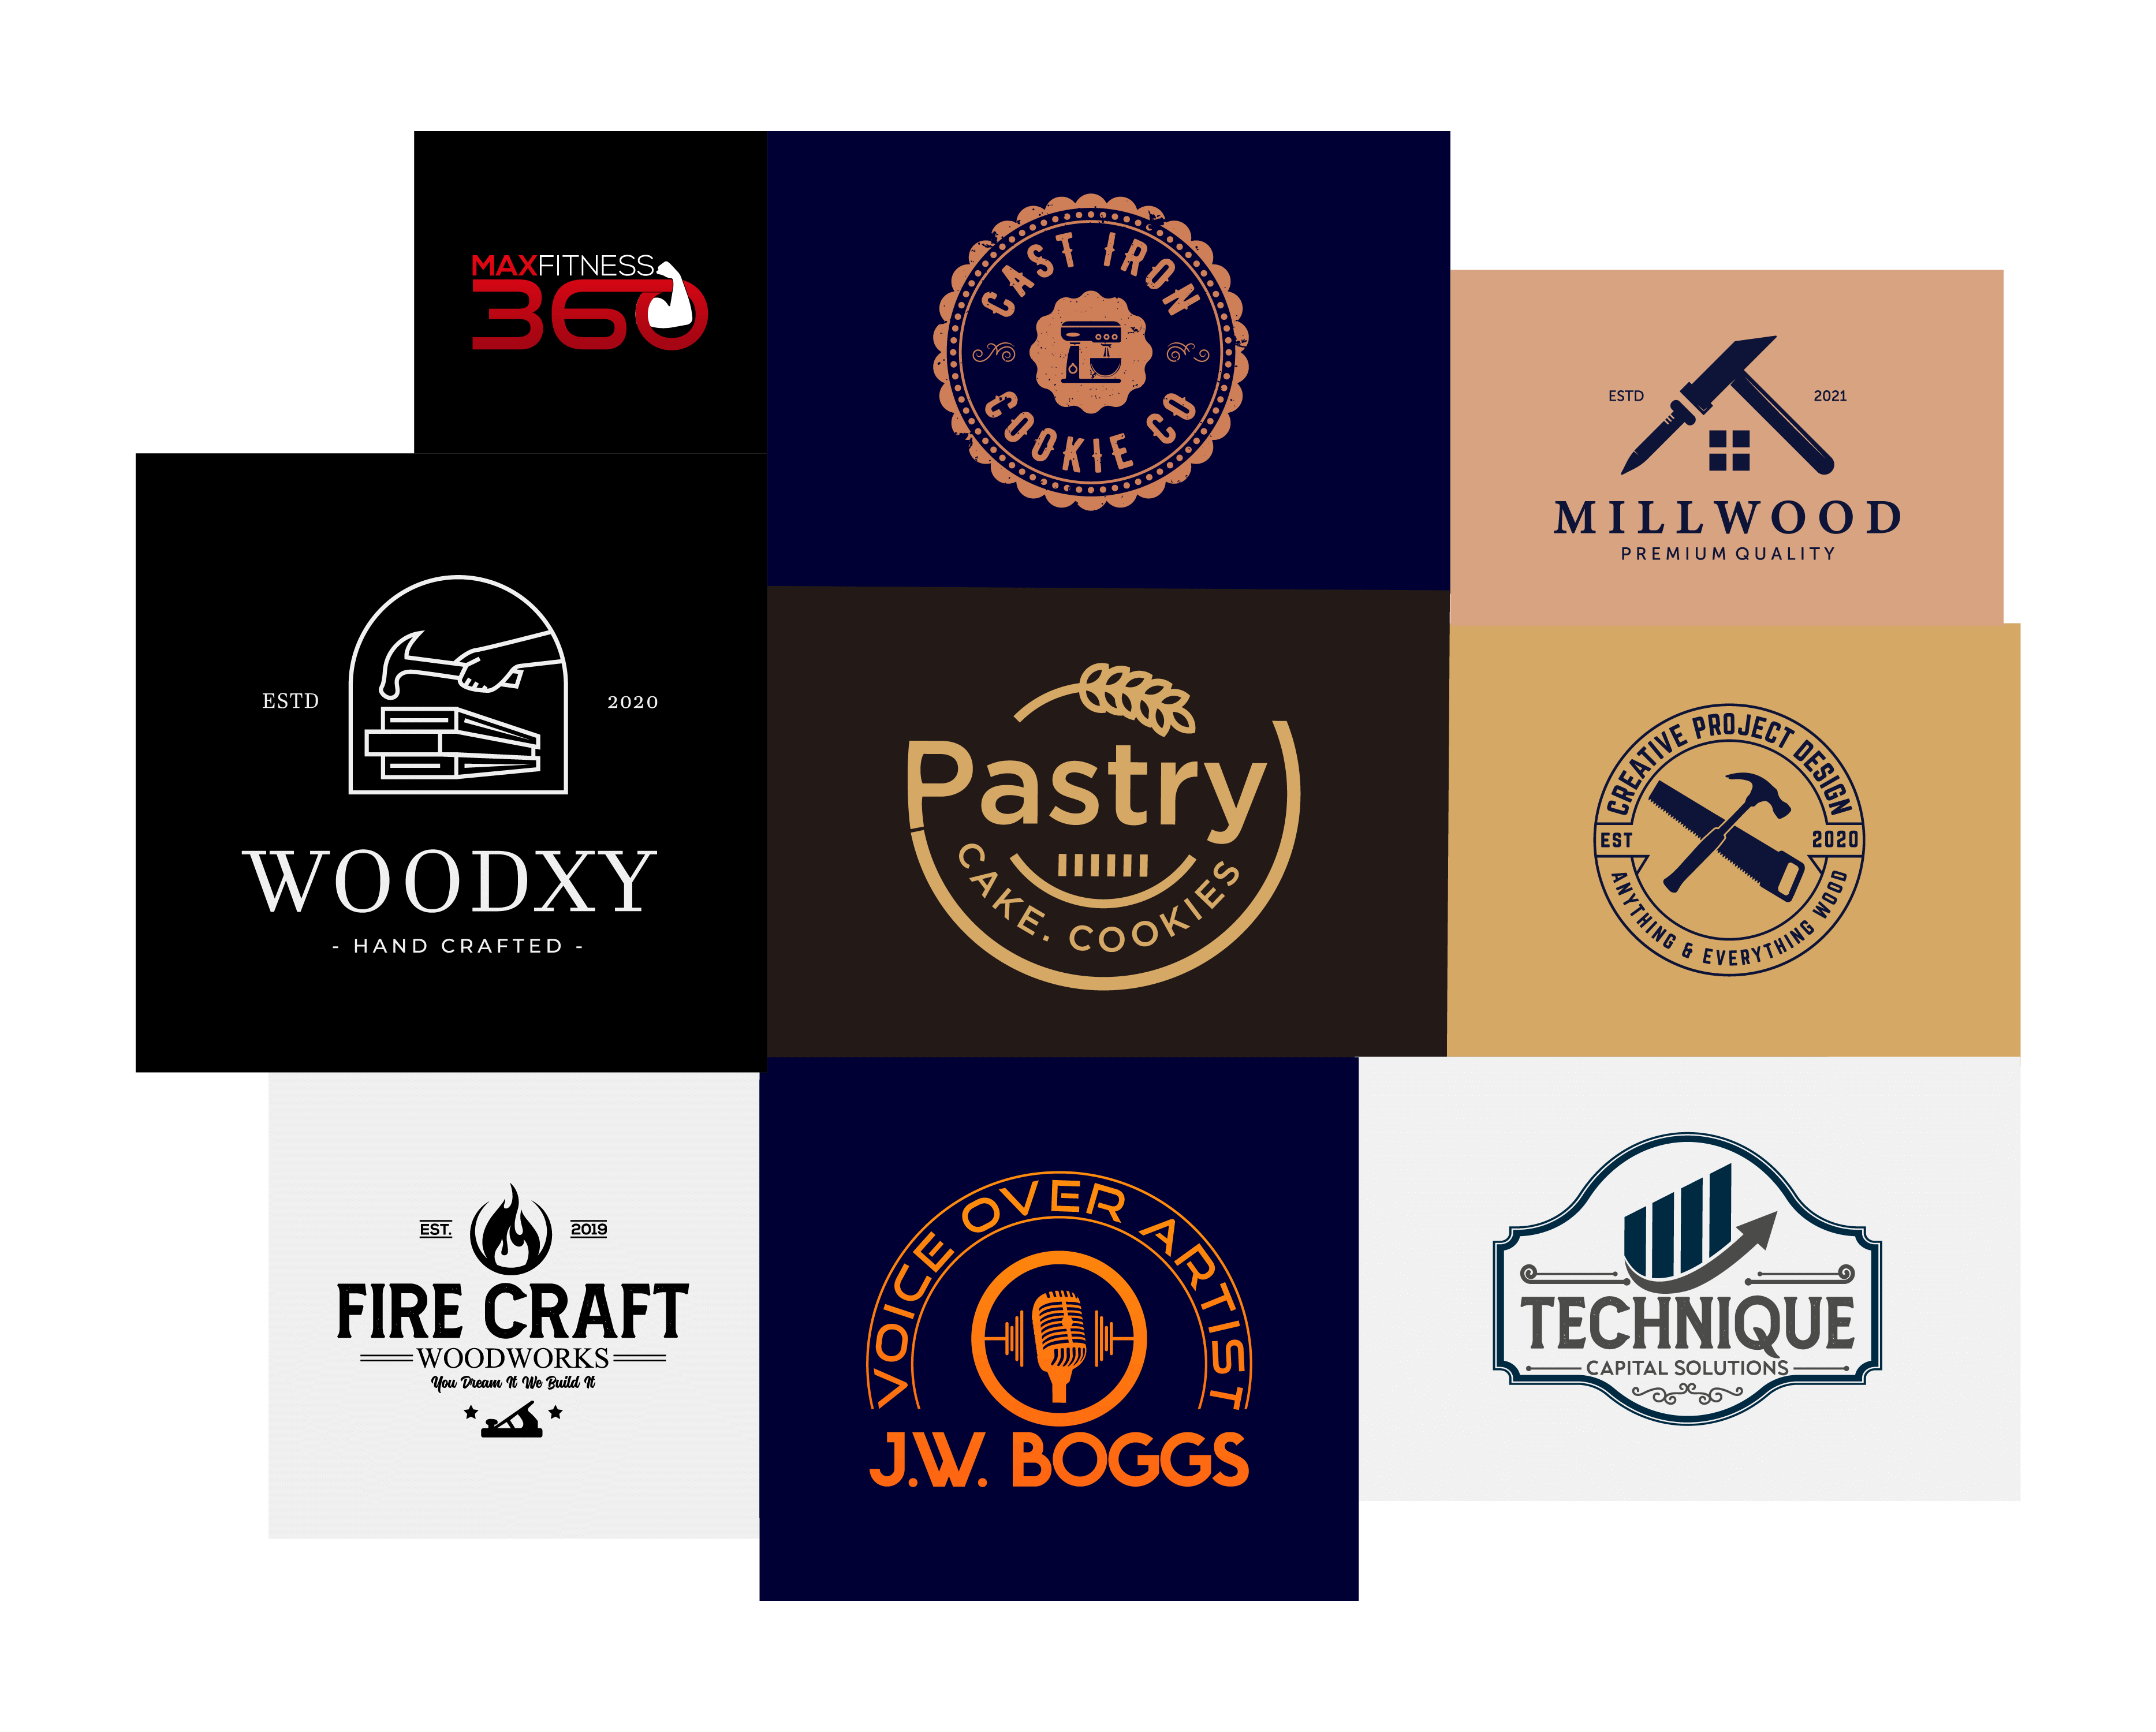 MAXFITNESS
360
CAST IRON
COOKIE CO
ESTD 2021
MILLWOOD
PREMIUM QUALITY
ESTD 2020
WOODXY
- HAND CRAFTED -
Pastry
CAKE. COOKIES
CREATIVE PROJECT DESIGN
EST 2020
ANYTHING & EVERYTHING WOOD
EST. 2019
FIRE CRAFT
WOODWORKS
You Dream It We Build It
VOICE OVER ARTIST
J.W. BOGGS
TECHNIQUE
CAPITAL SOLUTIONS